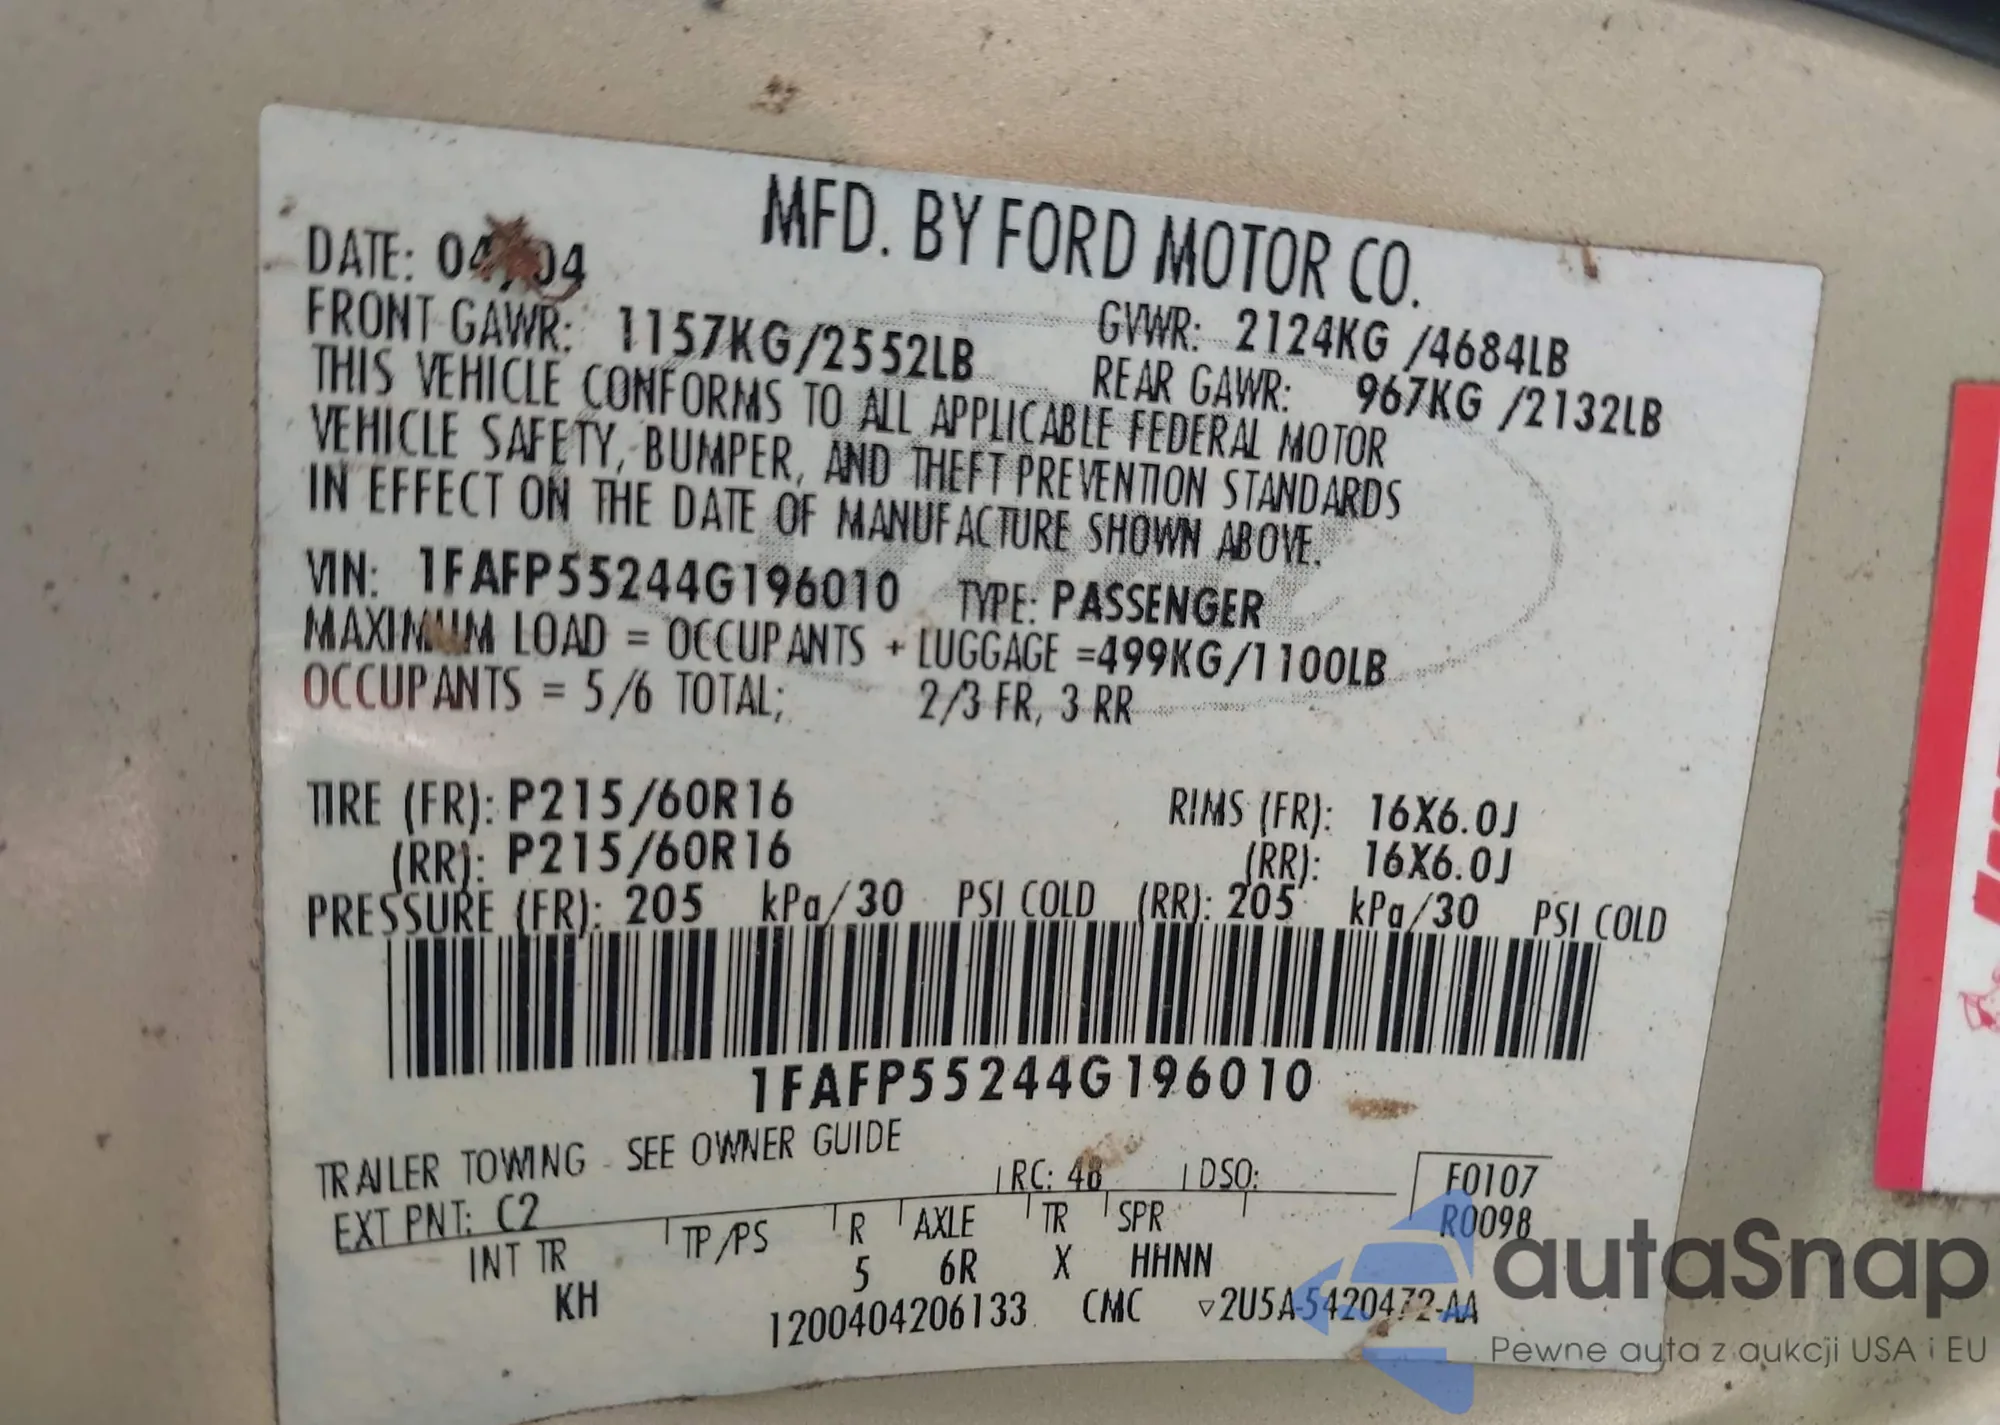 MFD. BY FORD MOTOR CO.
DATE: 04/04
FRONT GAWR: 1157KG/2552LB
GVWR: 2124KG /4684LB
REAR GAWR: 967KG /2132LB
THIS VEHICLE CONFORMS TO ALL APPLICABLE FEDERAL MOTOR
VEHICLE SAFETY, BUMPER, AND THEFT PREVENTION STANDARDS
IN EFFECT ON THE DATE OF MANUFACTURE SHOWN ABOVE.
VIN: 1FAFP55244G196010 TYPE: PASSENGER
MAXIMUM LOAD = OCCUPANTS + LUGGAGE =499KG/1100LB
OCCUPANTS = 5/6 TOTAL; 2/3 FR, 3 RR
TIRE (FR): P215/60R16 RIMS (FR): 16X6.0J
(RR): P215/60R16 (RR): 16X6.0J
PRESSURE (FR): 205 kPa/30 PSI COLD (RR): 205 kPa/30 PSI COLD
1FAFP55244G196010
TRAILER TOWING - SEE OWNER GUIDE
EXT PNT: C2 RC: 48 DSO: F0107
R0098
INT TR TP/PS R AXLE TR SPR
KH 5 6R X HHNN
1200404206133 CMC ▽2U5A-5420472-AA
autaSnap
Pewne auta z aukcji USA i EU